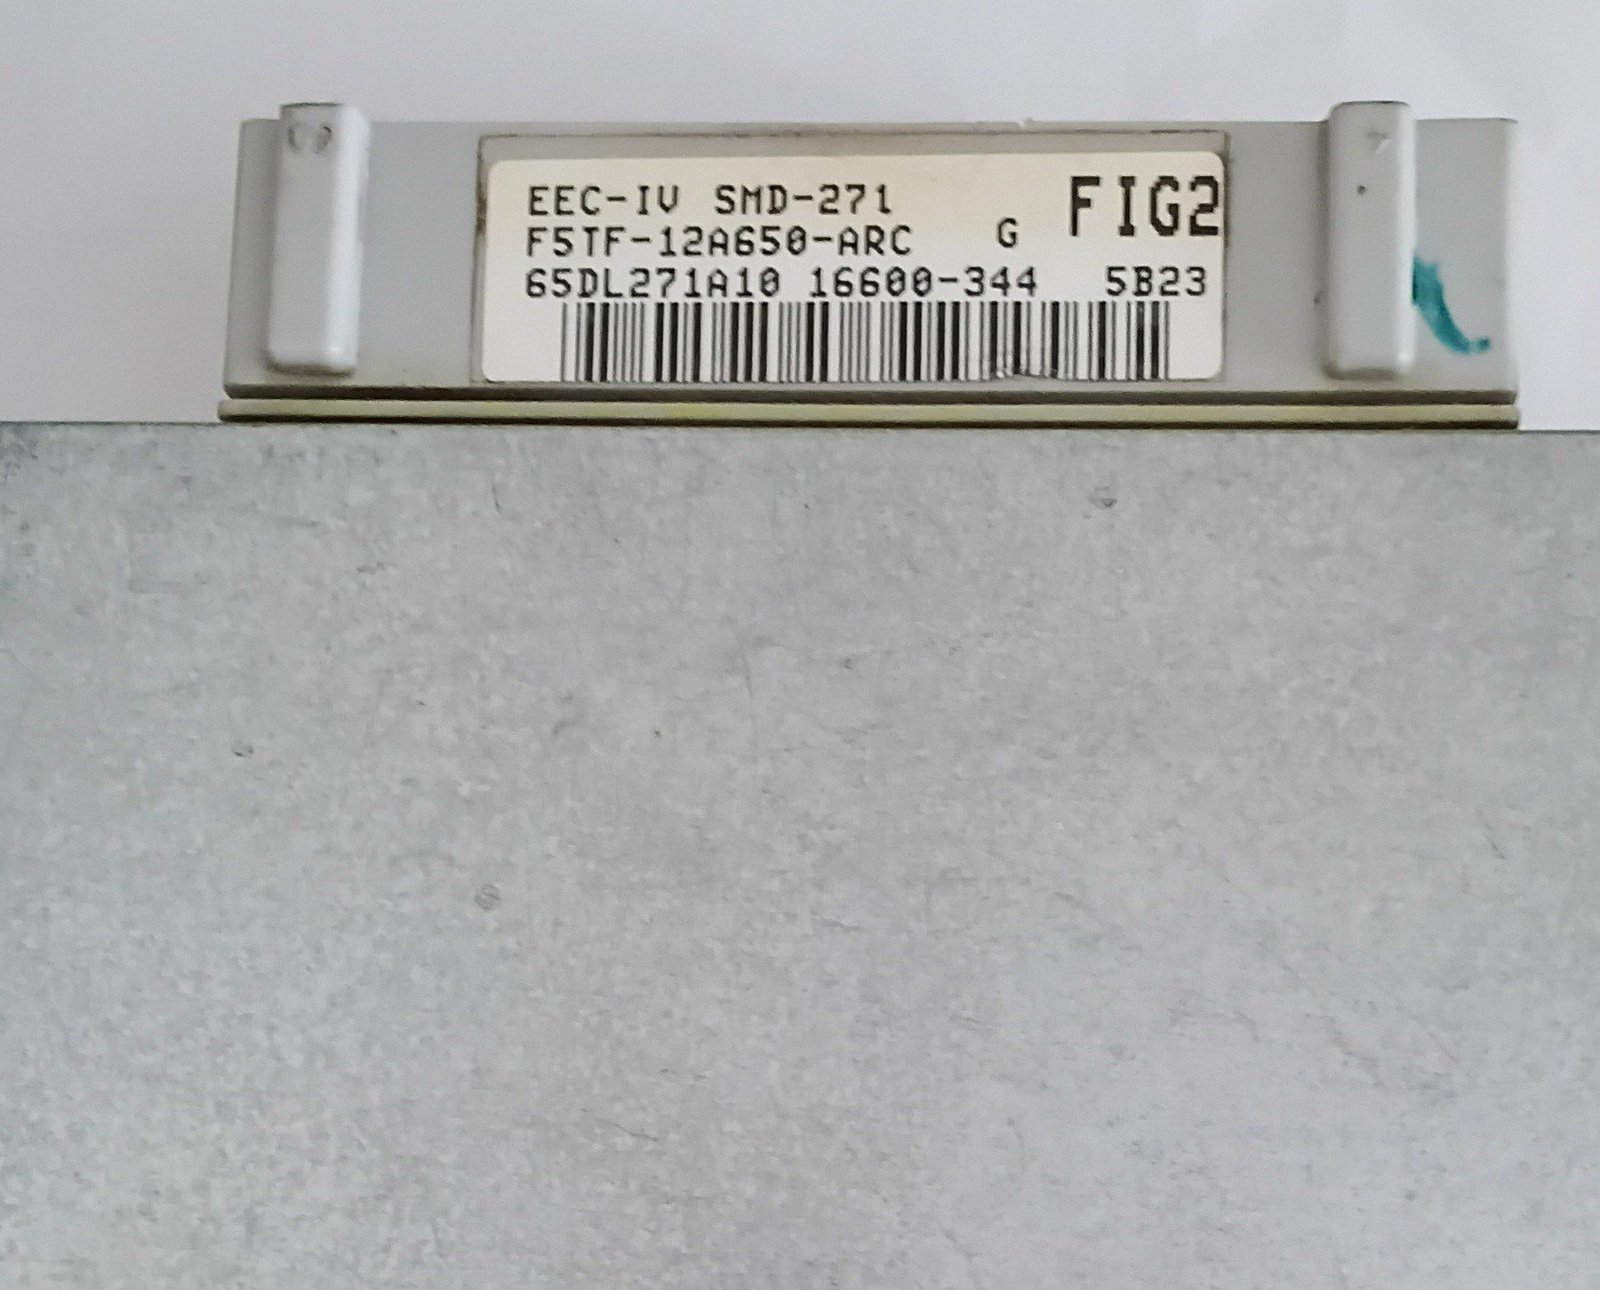 EEC-IV SMD-271
F5TF-12A650-ARC G FIG2
65DL271A10 16600-344 5B23